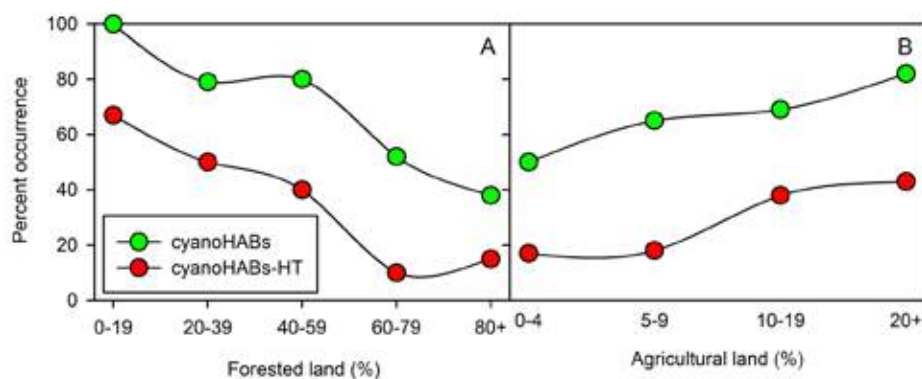 Percent occurrence
100
80
60
40
20
0
A
B
cyanoHABs
cyanoHABs-HT
0-19
20-39
40-59
60-79
80+
0-4
5-9
10-19
20+
Forested land (%)
Agricultural land (%)